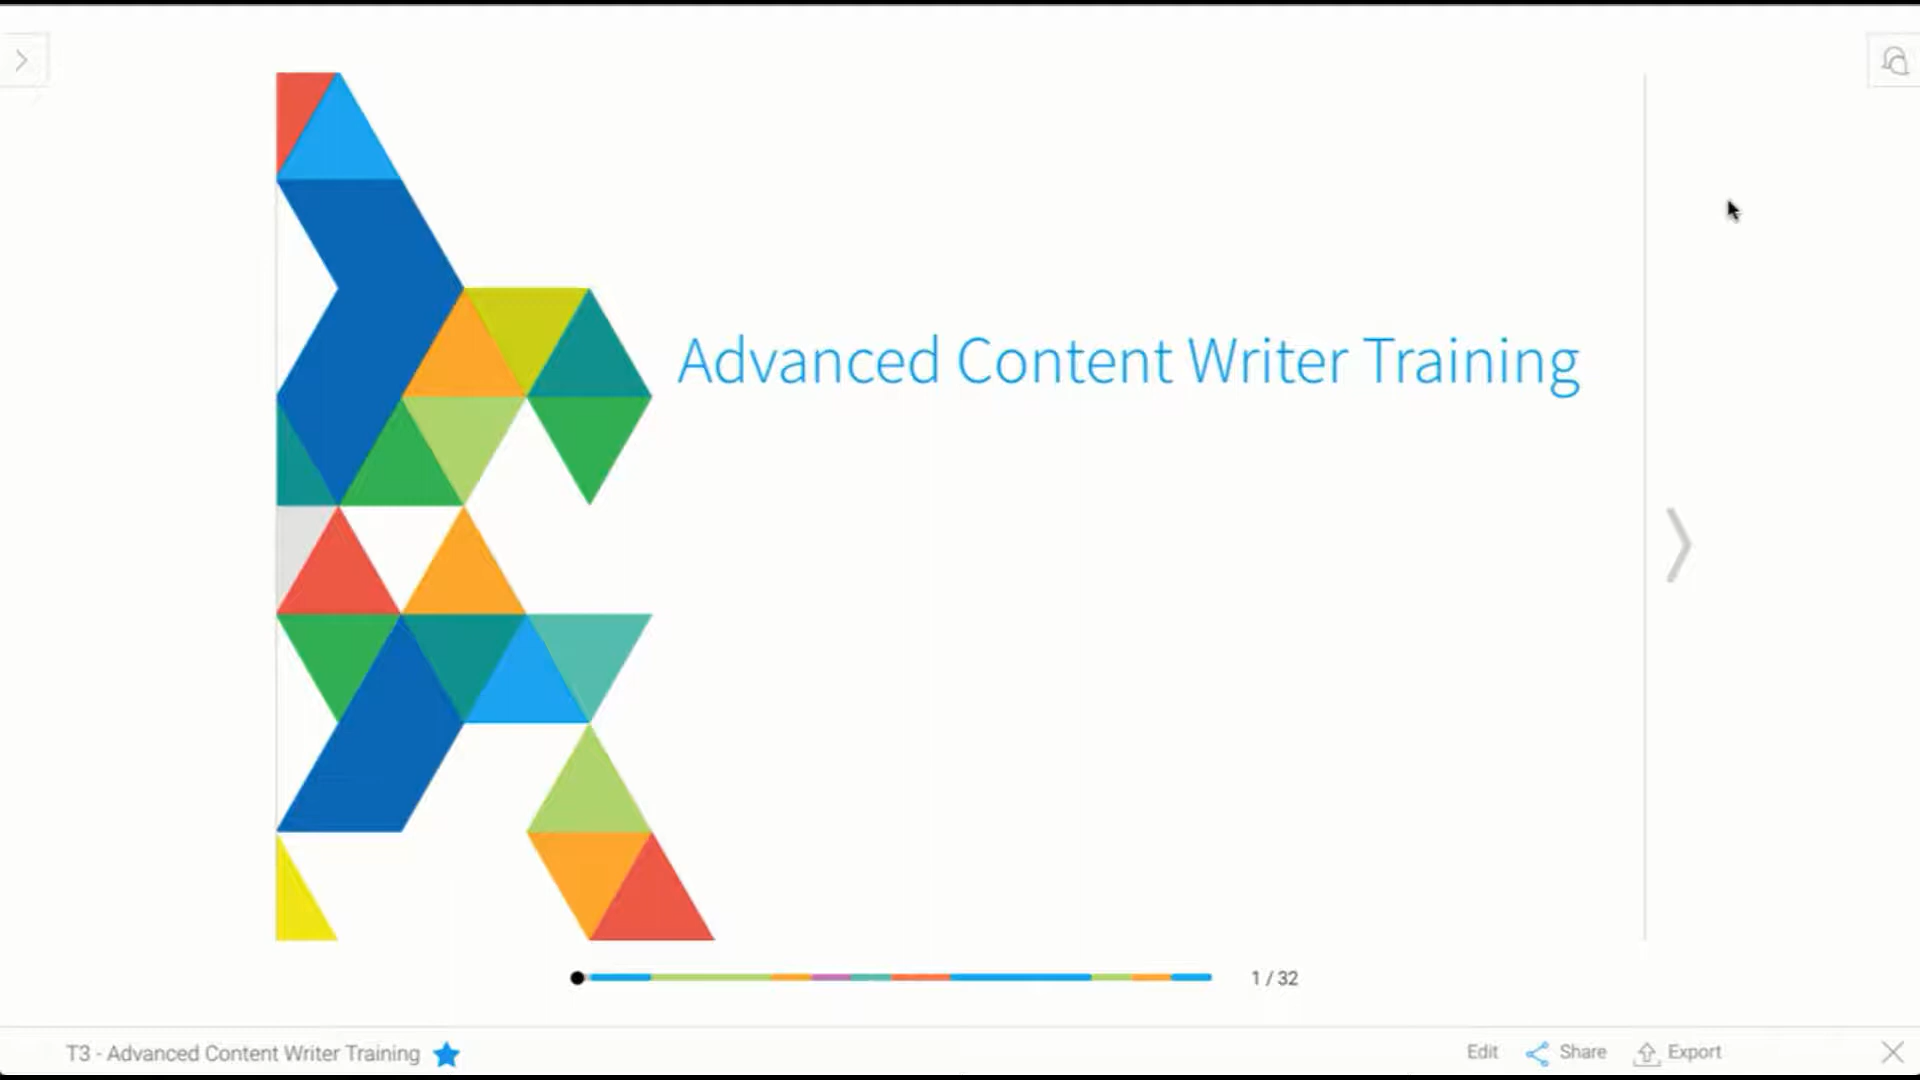 Advanced Content Writer Training
1 / 32
T3 - Advanced Content Writer Training
Edit
Share
Export